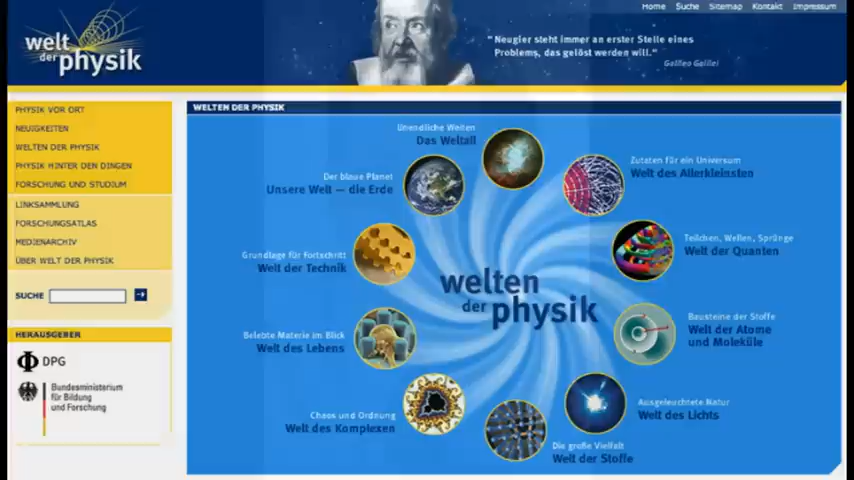 Home Suche Sitemap Kontakt Impressum
welt
der physik
"Neugier steht immer an erster Stelle eines
Problems, das gelöst werden will."
Galileo Galilei
PHYSIK VOR ORT
NEUIGKEITEN
WELTEN DER PHYSIK
PHYSIK HINTER DEN DINGEN
FORSCHUNG UND STUDIUM
LINKSAMMLUNG
FORSCHUNGSATLAS
MEDIENARCHIV
ÜBER WELT DER PHYSIK
SUCHE
HERAUSGEBER
Φ DPG
Bundesministerium
für Bildung
und Forschung
WELTEN DER PHYSIK
Unendliche Weiten
Das Weltall
Zutaten für ein Universum
Welt des Allerkleinsten
Der blaue Planet
Unsere Welt — die Erde
Teilchen, Wellen, Sprünge
Welt der Quanten
Grundlage für Fortschritt
Welt der Technik
welten
der physik
Bausteine der Stoffe
Welt der Atome
und Moleküle
Belebte Materie im Blick
Welt des Lebens
Ausgeleuchtete Natur
Welt des Lichts
Chaos und Ordnung
Welt des Komplexen
Die große Vielfalt
Welt der Stoffe